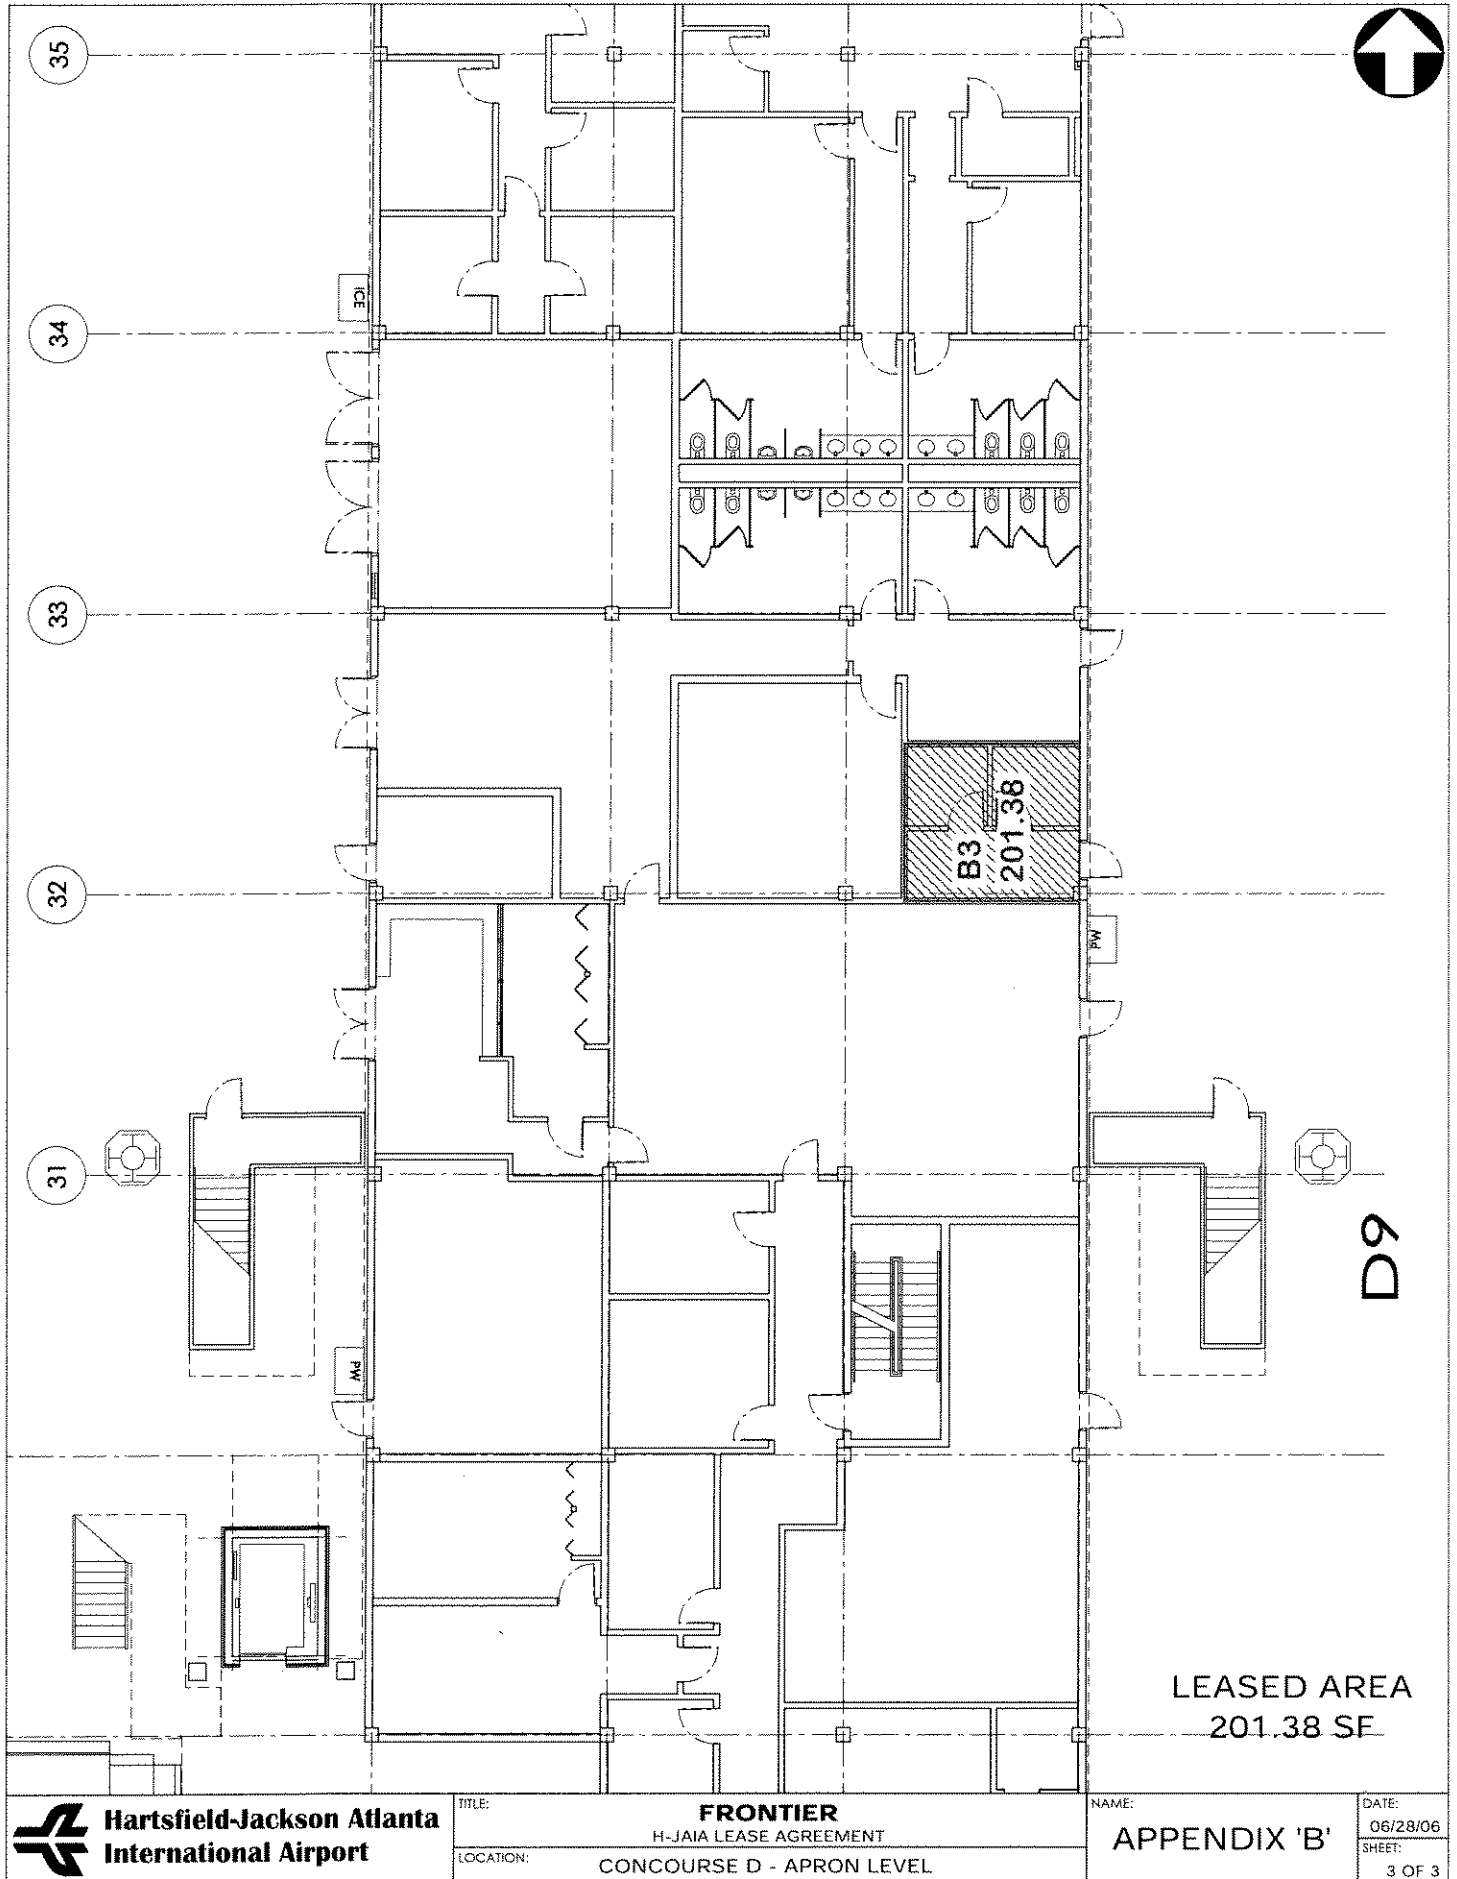 35
ICE
34
33
B3
201.38
32
PW
31
D9
PW
LEASED AREA
201.38 SF
Hartsfield-Jackson Atlanta
International Airport
TITLE:
FRONTIER
H-JAIA LEASE AGREEMENT
LOCATION:
CONCOURSE D - APRON LEVEL
NAME:
APPENDIX 'B'
DATE:
06/28/06
SHEET:
3 OF 3